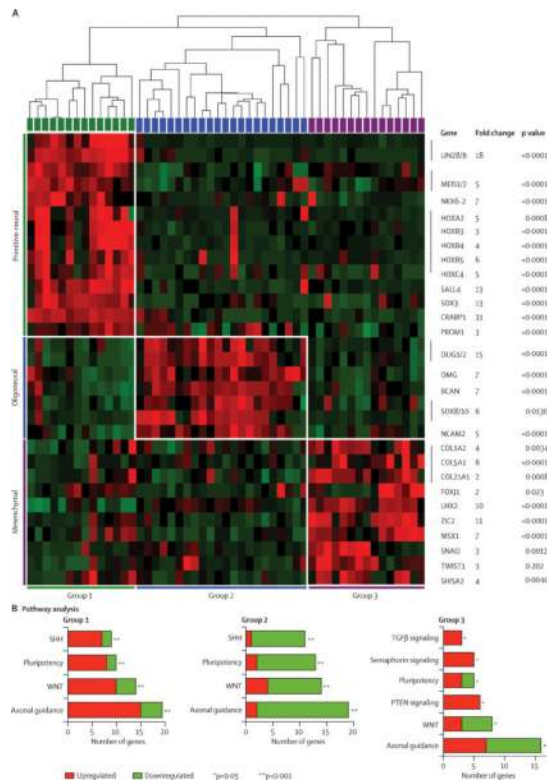 A
Gene Fold change p value
LIN28/B 18 <0·0001
MEIS1/2 5 <0·0001
NKX6-2 7 <0·0001
HOXA2 5 0·0008
HOXB3 3 <0·0001
HOXB4 4 <0·0001
HOXB5 6 <0·0001
HOXC4 5 <0·0001
SALL4 13 <0·0001
SOX3 13 <0·0001
CRABP1 31 <0·0001
PROM1 3 <0·0001
OLIG1/2 15 <0·0001
OMG 7 <0·0001
BCAN 7 <0·0001
SOX8/10 6 0·0136
NCAM2 5 <0·0001
COL1A2 4 0·0034
COL5A1 6 <0·0001
COL25A1 2 0·0008
FOXJ1 2 0·023
LHX2 10 <0·0001
ZIC2 11 <0·0001
MSX1 7 <0·0001
SNAI2 3 0·0012
TWIST1 3 0·202
SHISA2 4 0·0040
Primitive-neural
Oligoneural
Mesenchymal
Group 1 Group 2 Group 3
B Pathway analysis
Group 1
SHH **
Pluripotency **
WNT **
Axonal guidance **
0 5 10 15 20
Number of genes
Group 2
SHH **
Pluripotency **
WNT **
Axonal guidance **
0 5 10 15 20
Number of genes
Group 3
TGFβ signaling *
Semaphorin signaling *
Pluripotency *
PTEN signaling *
WNT *
Axonal guidance *
0 5 10 15
Number of genes
Upregulated Downregulated *p<0·05 **p<0·001